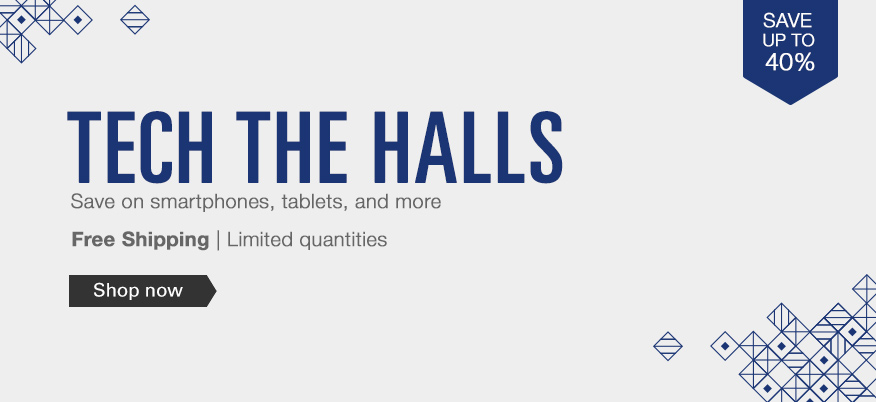 SAVE
UP TO
40%
TECH THE HALLS
Save on smartphones, tablets, and more
Free Shipping | Limited quantities
Shop now